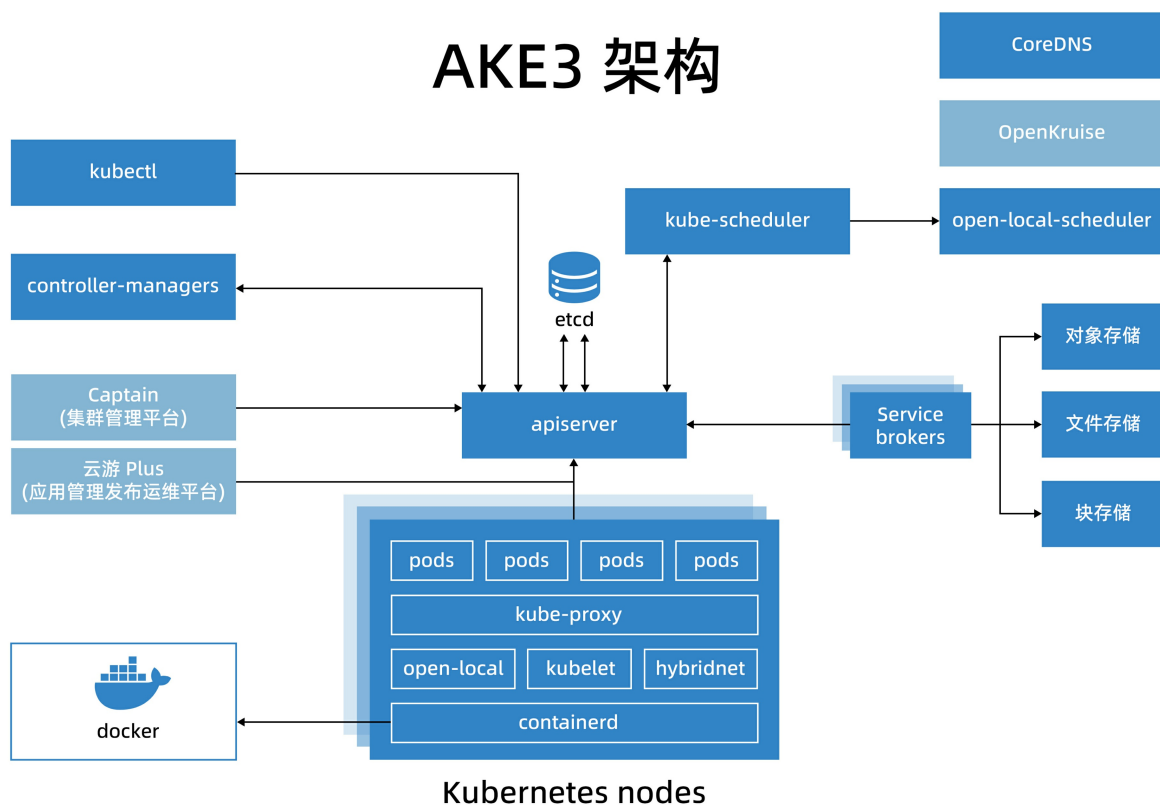 AKE3 架构
CoreDNS
OpenKruise
kubectl
kube-scheduler
open-local-scheduler
controller-managers
etcd
对象存储
Captain
(集群管理平台)
apiserver
Service
brokers
文件存储
云游 Plus
(应用管理发布运维平台)
块存储
pods
pods
pods
pods
kube-proxy
open-local
kubelet
hybridnet
containerd
docker
Kubernetes nodes